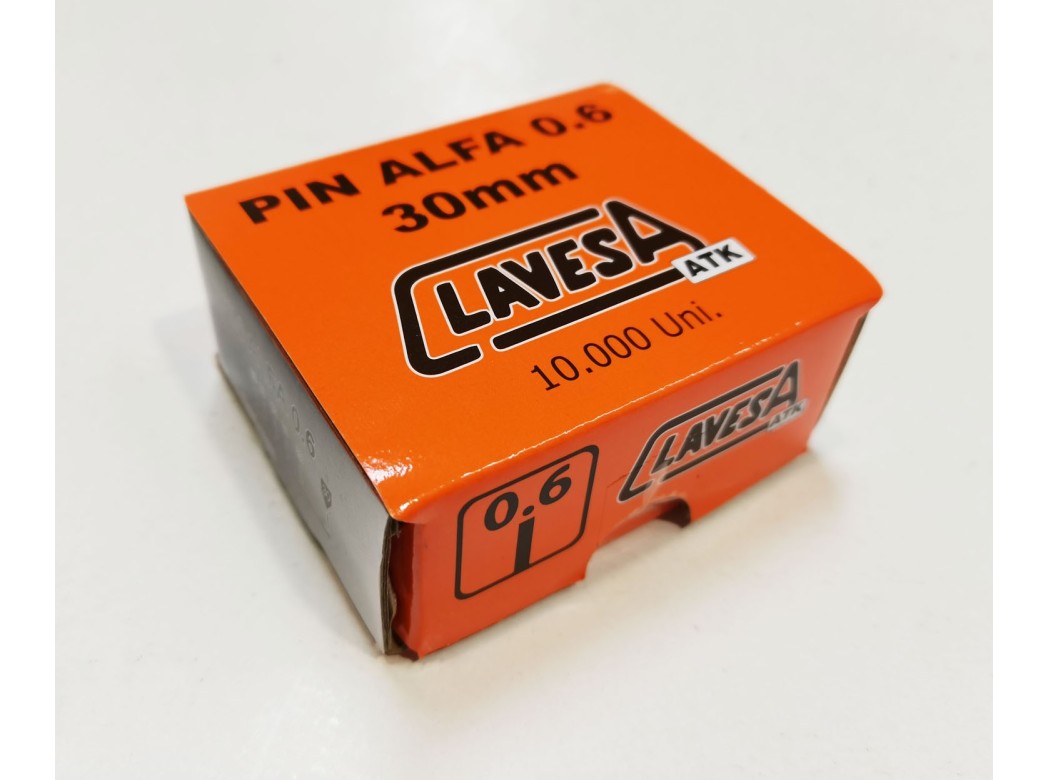 PIN ALFA 0.6
30mm
CLAVESA
ATK
10.000 Uni.
0.6
CLAVESA
ATK